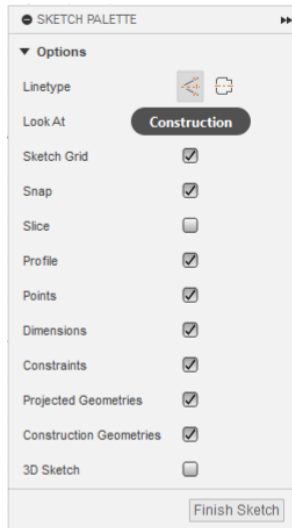 SKETCH PALETTE
Options
Linetype
Look At
Construction
Sketch Grid
Snap
Slice
Profile
Points
Dimensions
Constraints
Projected Geometries
Construction Geometries
3D Sketch
Finish Sketch